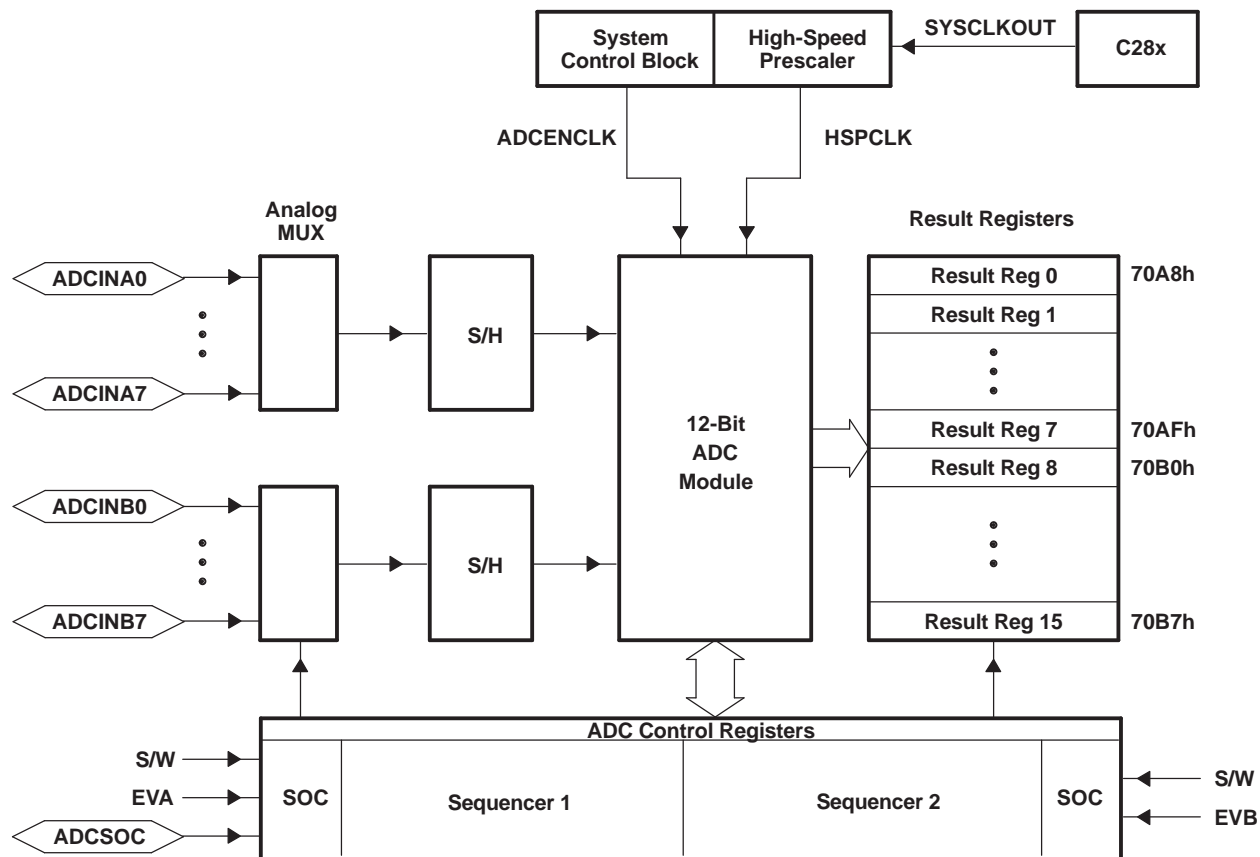 System
Control Block
High-Speed
Prescaler
SYSCLKOUT
C28x
ADCENCLK
HSPCLK
Analog
MUX
Result Registers
ADCINA0
ADCINA7
S/H
ADCINB0
ADCINB7
S/H
12-Bit
ADC
Module
Result Reg 0
70A8h
Result Reg 1
Result Reg 7
70AFh
Result Reg 8
70B0h
Result Reg 15
70B7h
ADC Control Registers
S/W
EVA
ADCSOC
SOC
Sequencer 1
Sequencer 2
SOC
S/W
EVB